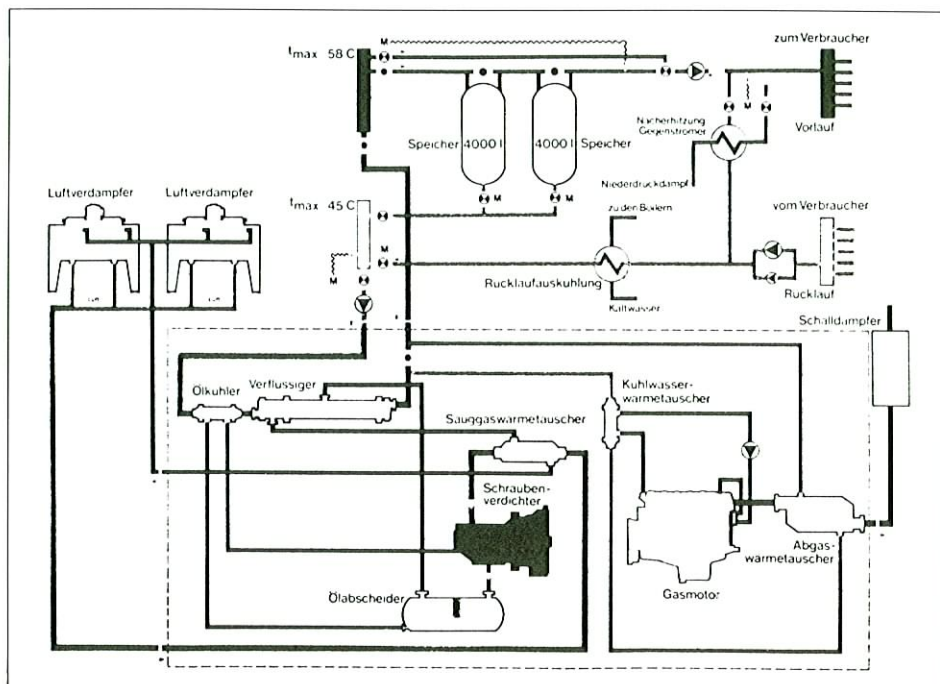 tmax 58 C
M
zum Verbraucher
M
Vorlauf
Nacherhitzung
Gegenströmer
Speicher
4000 l
4000 l
Speicher
Niederdruckdampf
Luftverdampfer
Luftverdampfer
tmax 45 C
M
M
zu den Boilern
vom Verbraucher
M
M
Rücklaufauskühlung
Rücklauf
Kaltwasser
Schalldämpfer
Ölkühler
Verflüssiger
Kühlwasser-
wärmetauscher
Sauggaswärmetauscher
Schrauben-
verdichter
Abgas-
wärmetauscher
Gasmotor
Ölabscheider